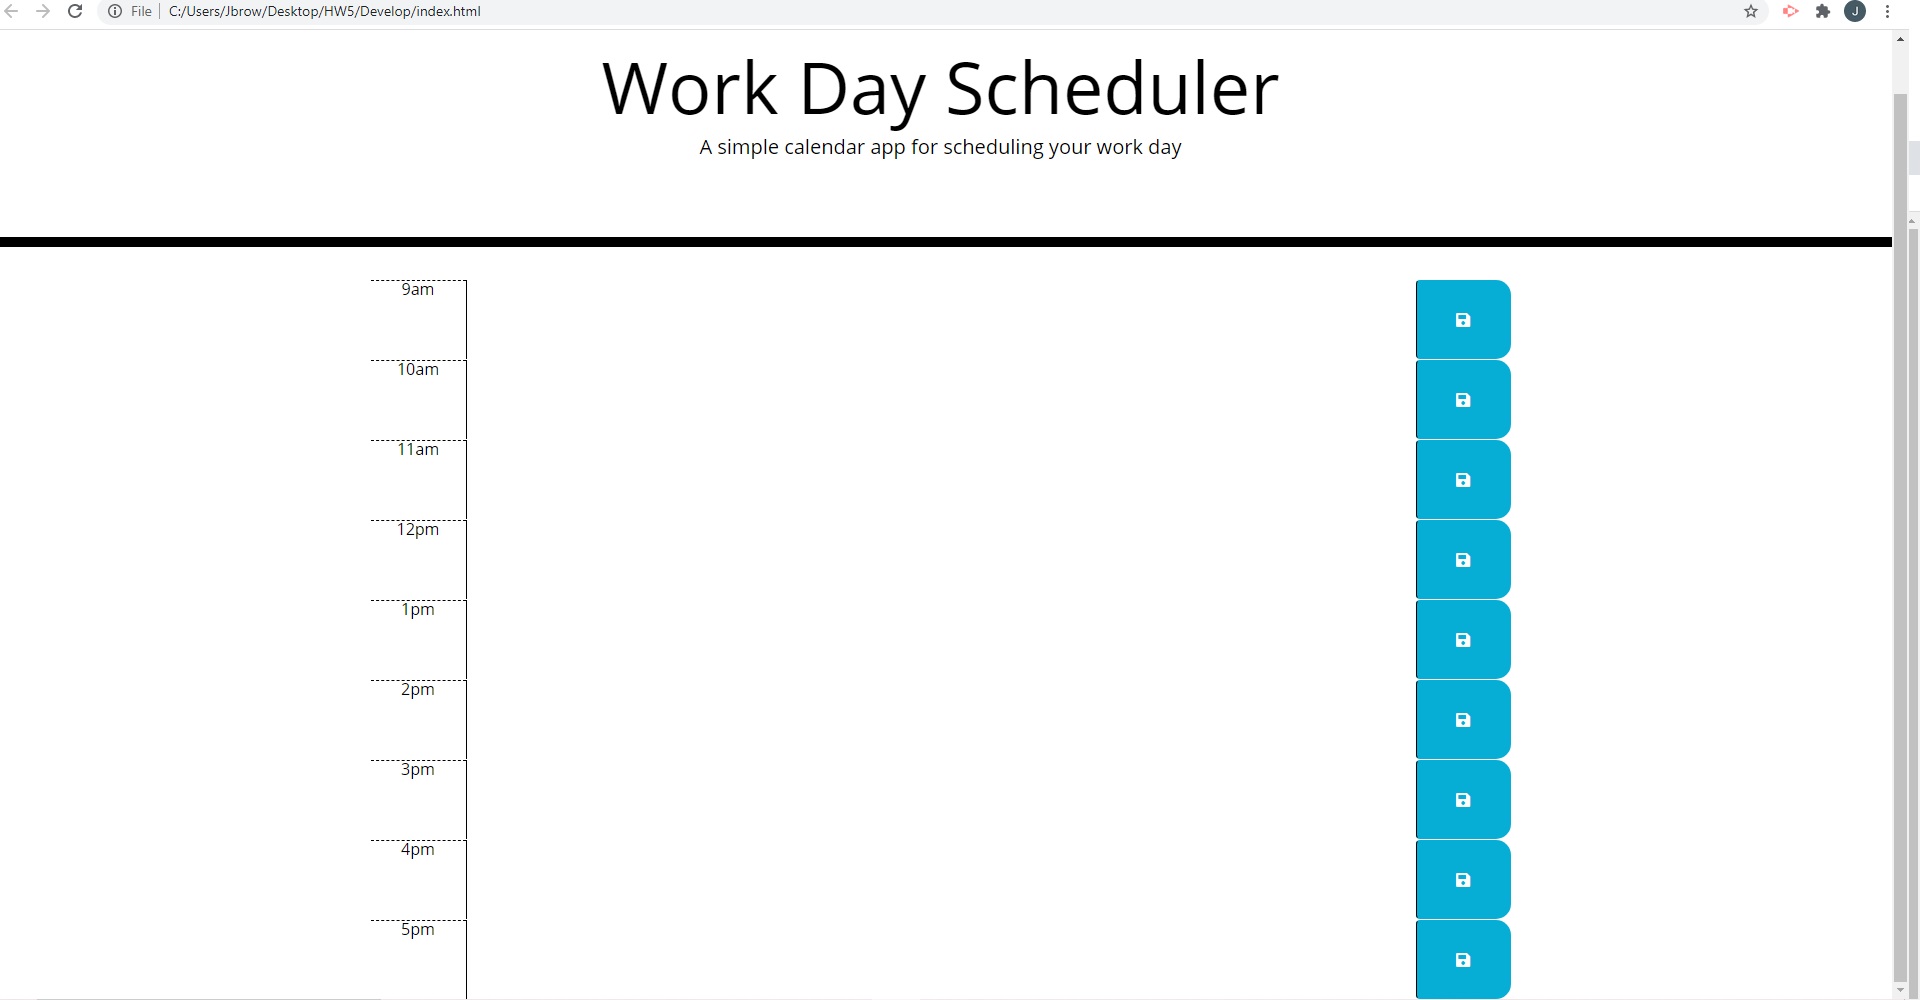 File C:/Users/Jbrow/Desktop/HW5/Develop/index.html
J
Work Day Scheduler
A simple calendar app for scheduling your work day
9am
10am
11am
12pm
1pm
2pm
3pm
4pm
5pm